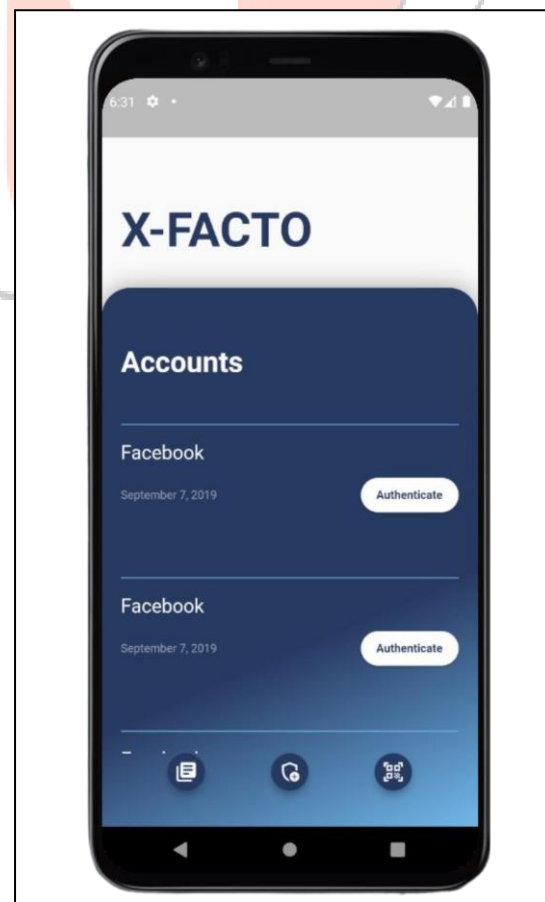 6:31
X-FACTO
Accounts
Facebook
September 7, 2019
Authenticate
Facebook
September 7, 2019
Authenticate